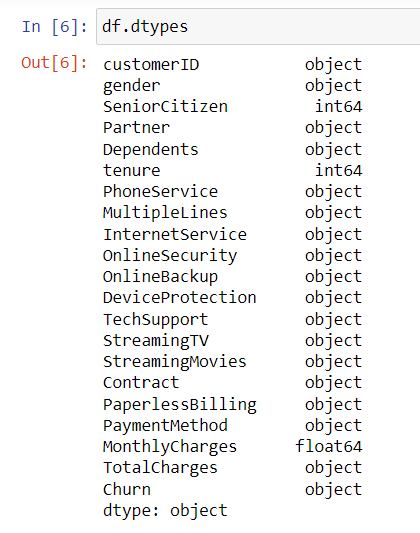 In [6]: df.dtypes
Out[6]: customerID object
gender object
SeniorCitizen int64
Partner object
Dependents object
tenure int64
PhoneService object
MultipleLines object
InternetService object
OnlineSecurity object
OnlineBackup object
DeviceProtection object
TechSupport object
StreamingTV object
StreamingMovies object
Contract object
PaperlessBilling object
PaymentMethod object
MonthlyCharges float64
TotalCharges object
Churn object
dtype: object